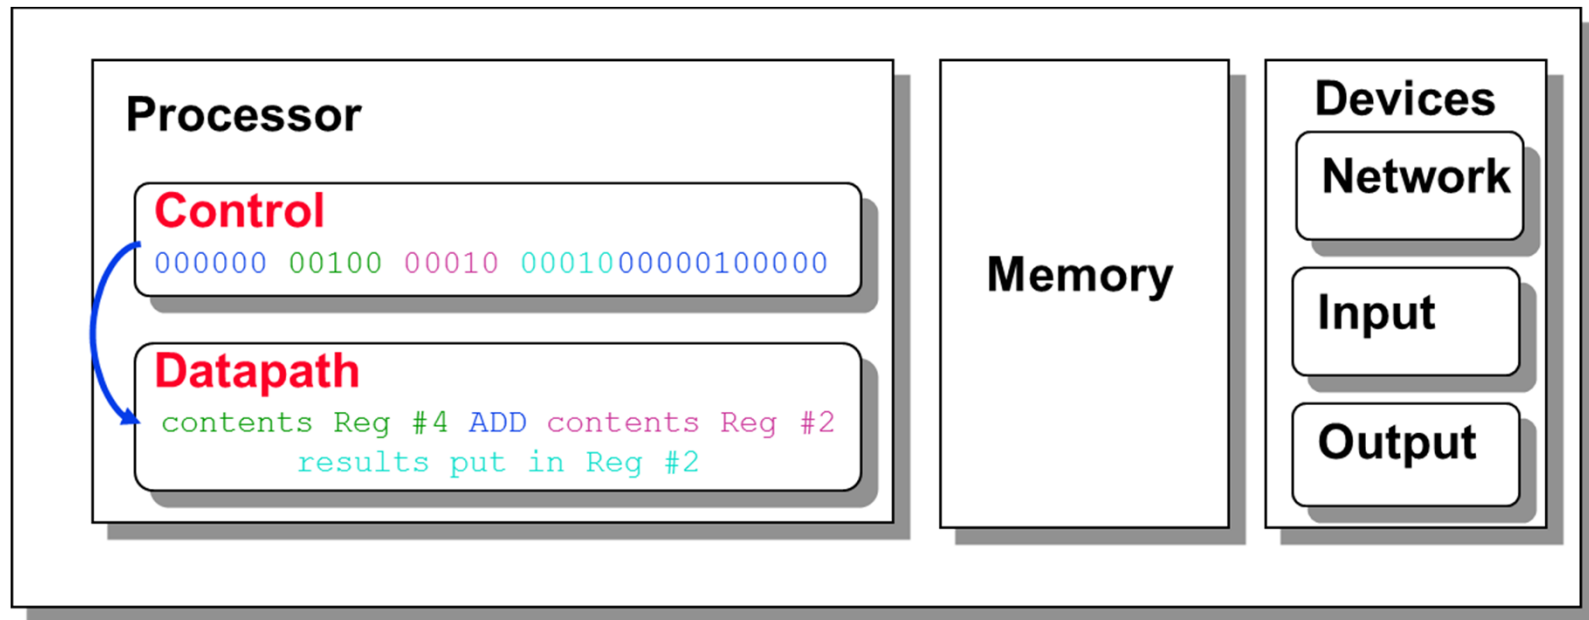 Processor
Control
000000 00100 00010 0001000000100000
Datapath
contents Reg #4 ADD contents Reg #2
results put in Reg #2
Memory
Devices
Network
Input
Output